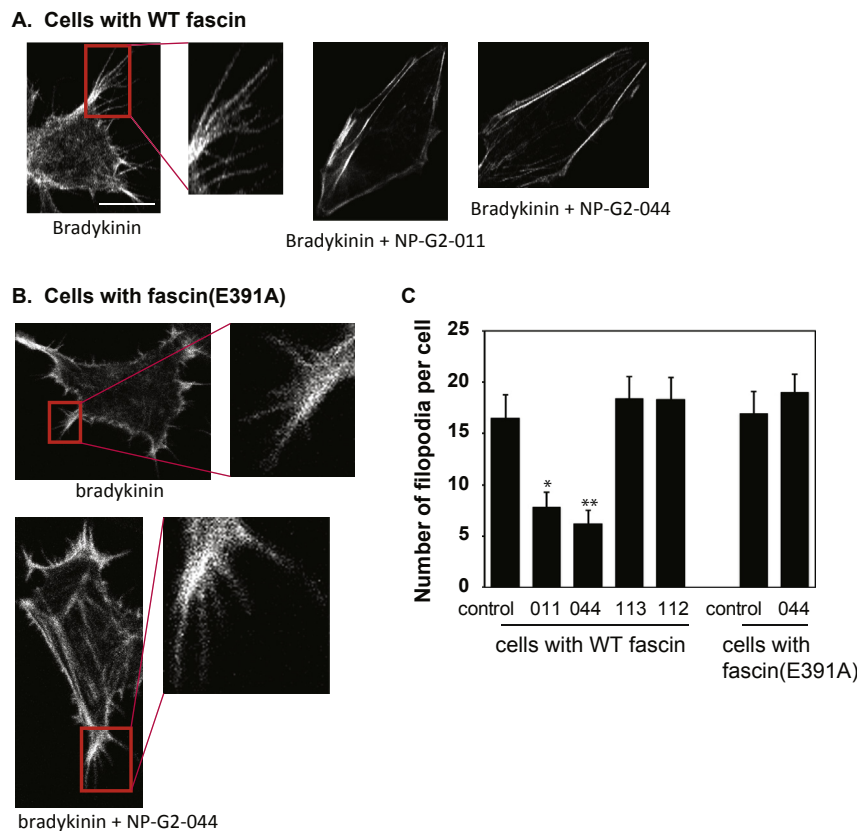 A. Cells with WT fascin
Bradykinin
Bradykinin + NP-G2-011
Bradykinin + NP-G2-044
B. Cells with fascin(E391A)
bradykinin
bradykinin + NP-G2-044
C
Number of filopodia per cell
25
20
15
10
5
0
*
**
control 011 044 113 112 control 044
cells with WT fascin
cells with
fascin(E391A)